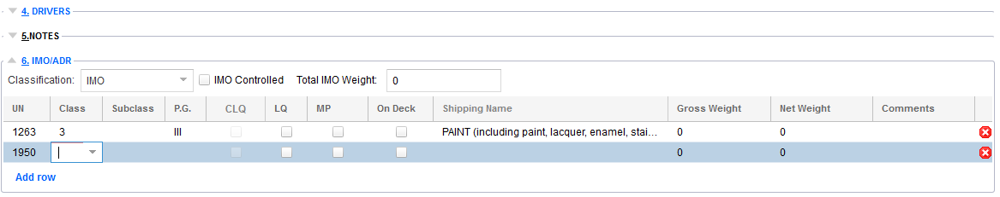 4. DRIVERS
5.NOTES
6. IMO/ADR
Classification: IMO IMO Controlled Total IMO Weight: 0
UN Class Subclass P.G. CLQ LQ MP On Deck Shipping Name Gross Weight Net Weight Comments
1263 3 III PAINT (including paint, lacquer, enamel, stai... 0 0
1950 0 0
Add row